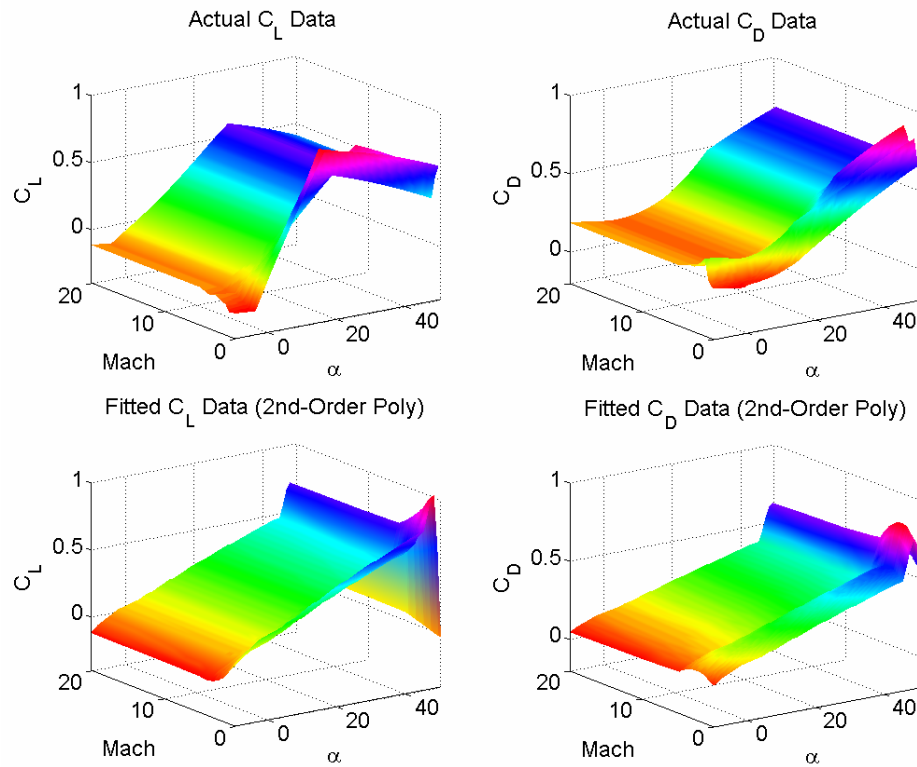 Actual C_L Data
1
0.5
0
C_L
20
10
0
Mach
0
20
40
α
Actual C_D Data
1
0.5
0
C_D
20
10
0
Mach
0
20
40
α
Fitted C_L Data (2nd-Order Poly)
1
0.5
0
C_L
20
10
0
Mach
0
20
40
α
Fitted C_D Data (2nd-Order Poly)
1
0.5
0
C_D
20
10
0
Mach
0
20
40
α